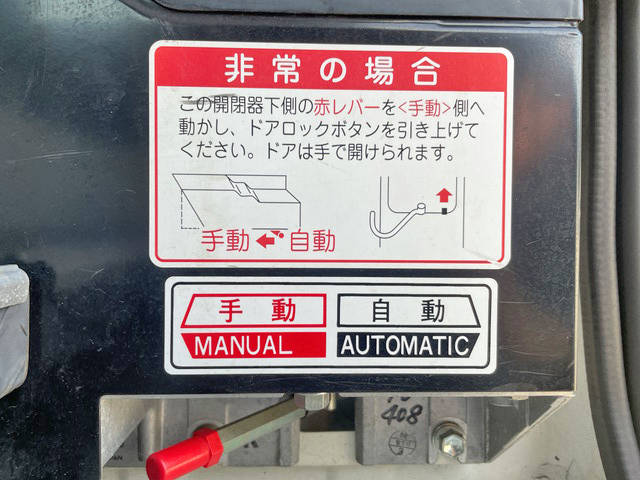 非常の場合
この開閉器下側の赤レバーを<手動>側へ
動かし、ドアロックボタンを引き上げて
ください。ドアは手で開けられます。
手動 自動
手動 自動
MANUAL AUTOMATIC
408